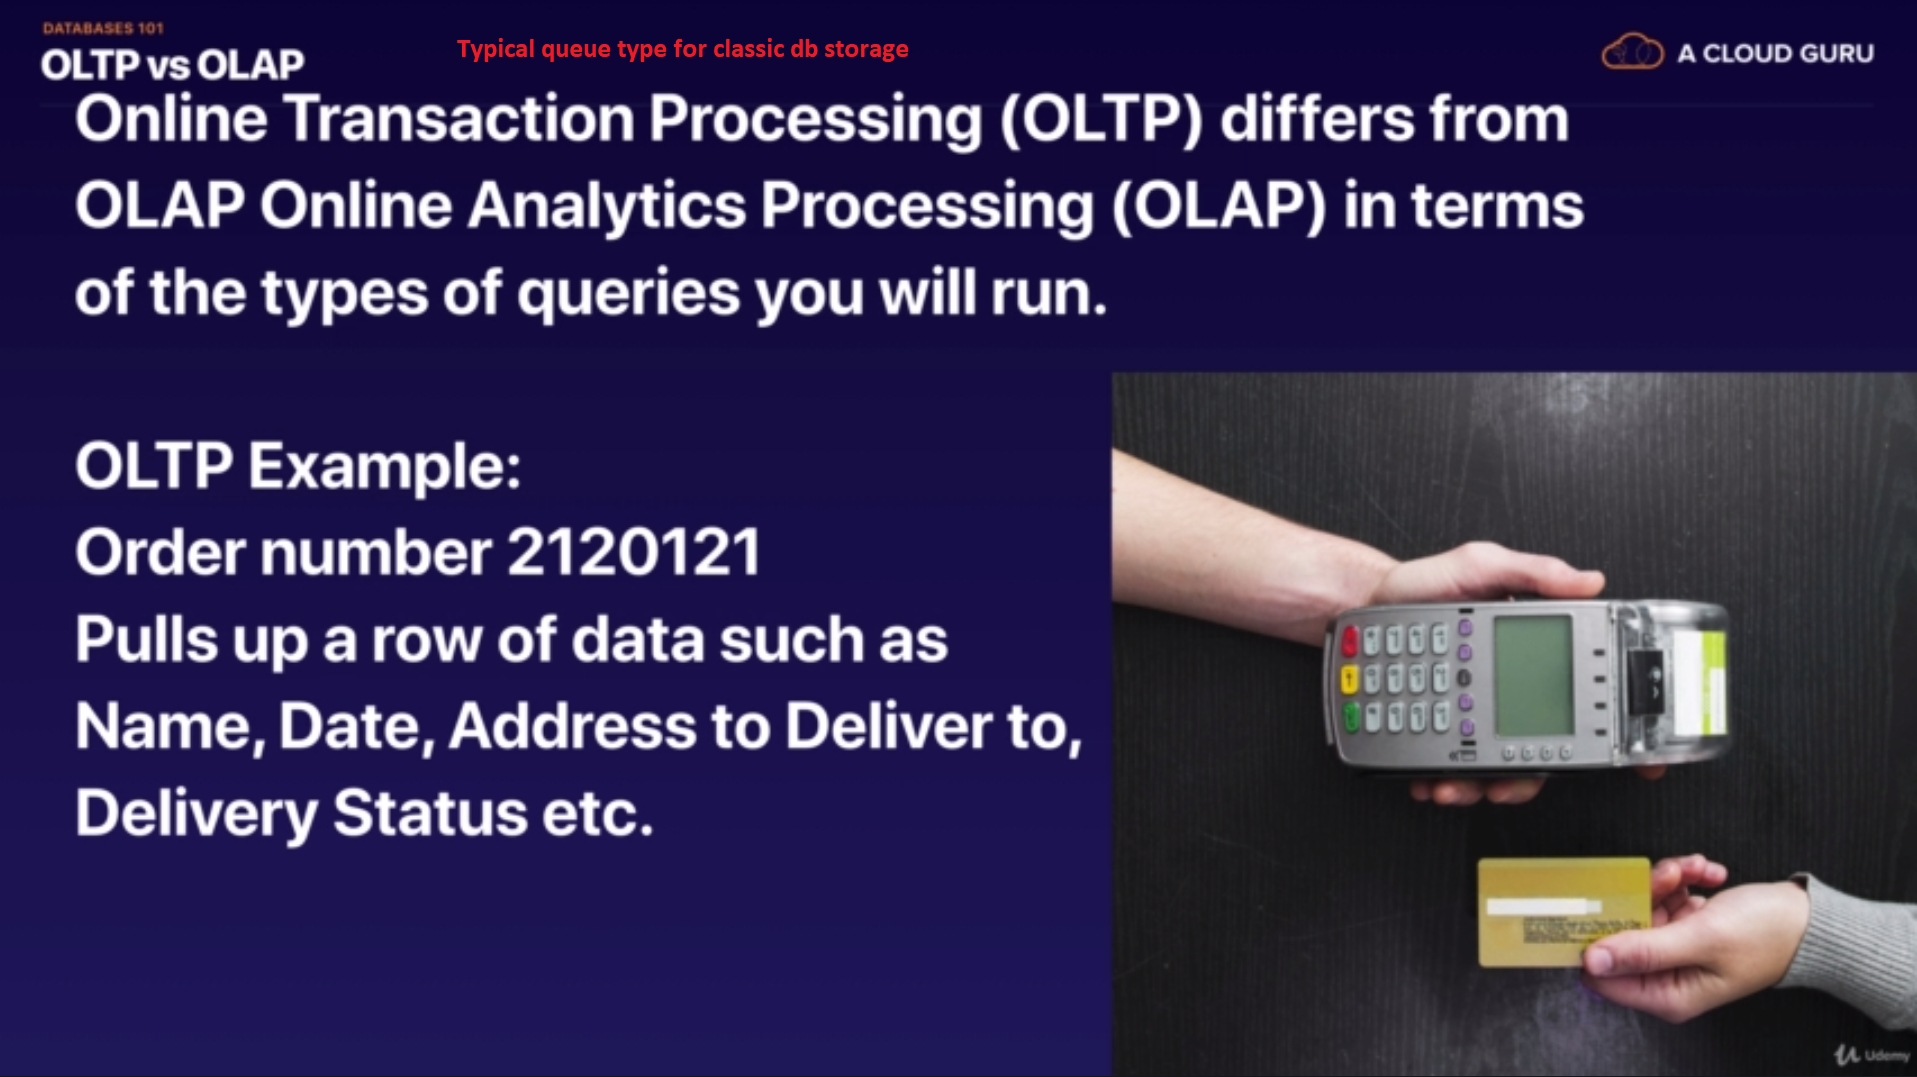 DATABASES 101
OLTP vs OLAP
Typical queue type for classic db storage
A CLOUD GURU
Online Transaction Processing (OLTP) differs from
OLAP Online Analytics Processing (OLAP) in terms
of the types of queries you will run.
OLTP Example:
Order number 2120121
Pulls up a row of data such as
Name, Date, Address to Deliver to,
Delivery Status etc.
Udemy